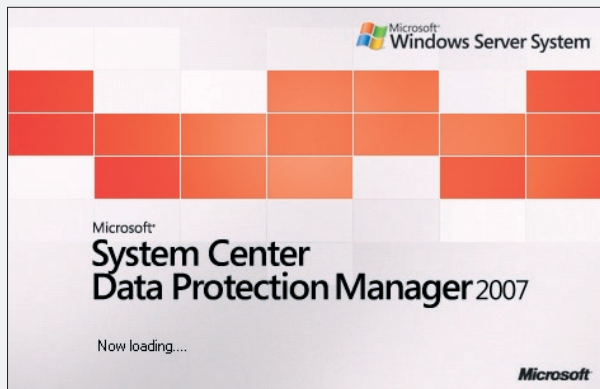 Microsoft®
Windows Server System
Microsoft®
System Center
Data Protection Manager 2007
Now loading....
Microsoft